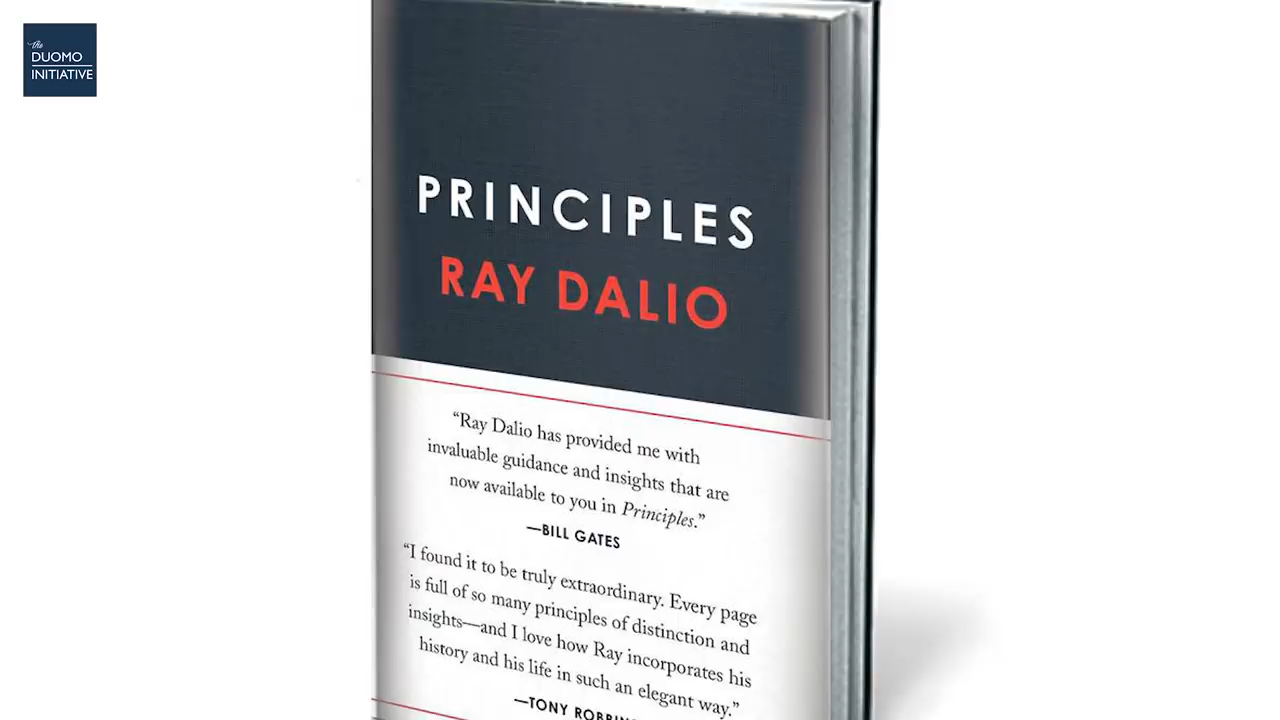 the
DUOMO
INITIATIVE
PRINCIPLES
RAY DALIO
“Ray Dalio has provided me with
invaluable guidance and insights that are
now available to you in Principles.”
—BILL GATES
“I found it to be truly extraordinary. Every page
is full of so many principles of distinction and
insights—and I love how Ray incorporates his
history and his life in such an elegant way.”
—TONY